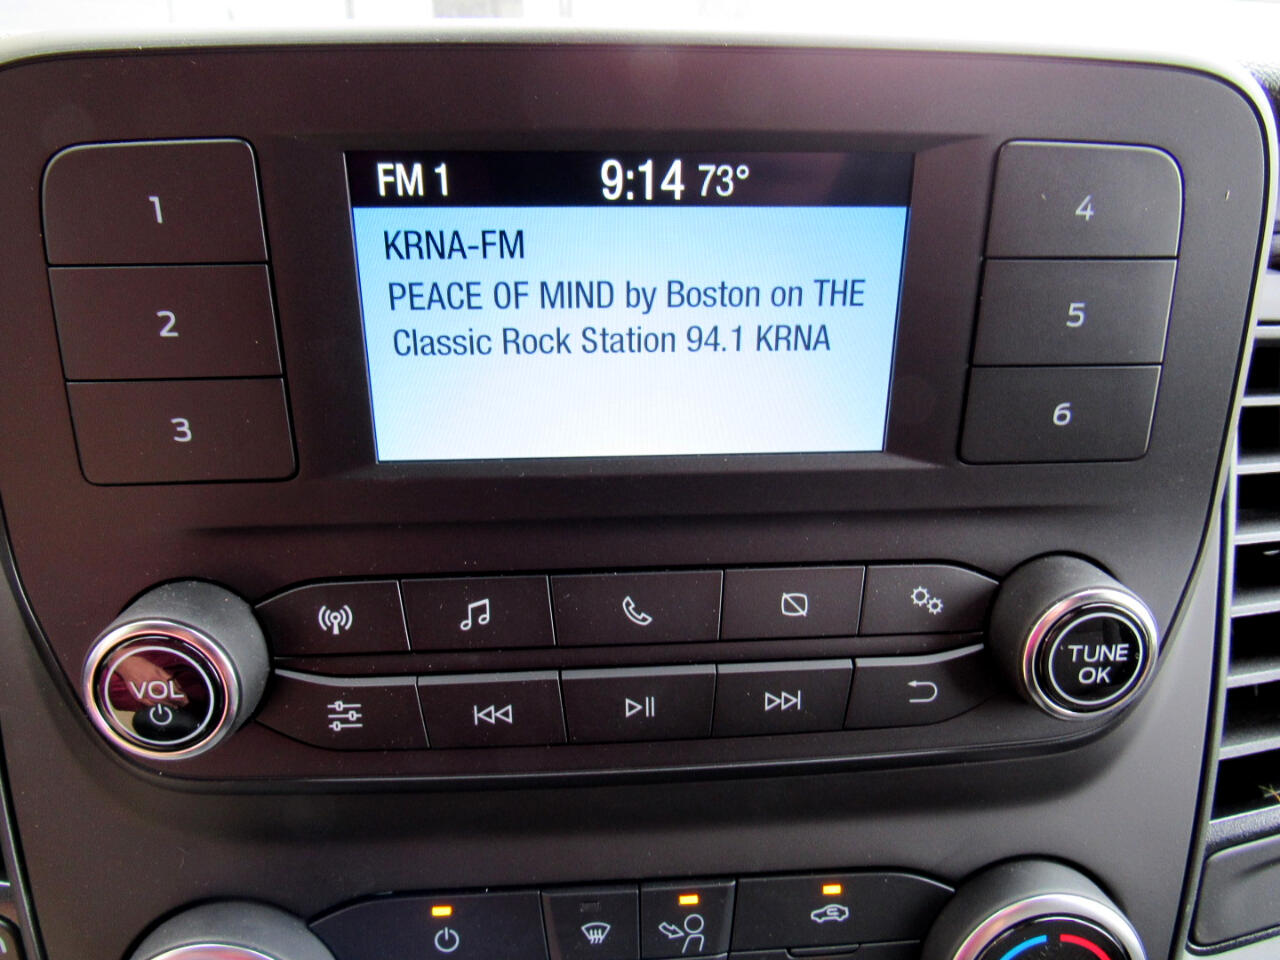 FM 1 9:14 73°
KRNA-FM
PEACE OF MIND by Boston on THE
Classic Rock Station 94.1 KRNA
1
2
3
4
5
6
VOL
TUNE
OK